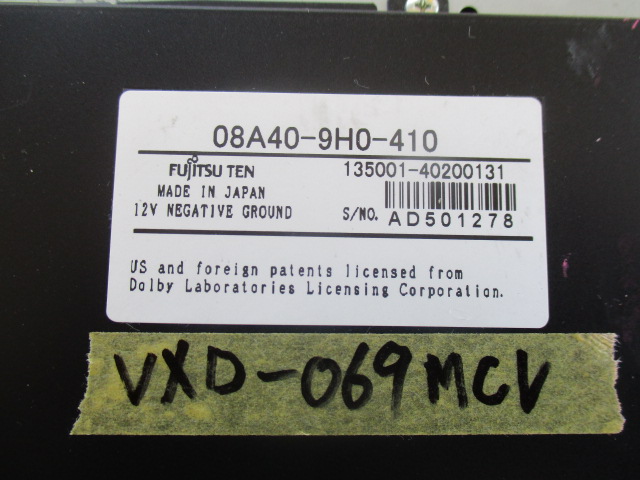 08A40-9H0-410
FUJITSU TEN
135001-40200131
MADE IN JAPAN
12V NEGATIVE GROUND
S/NO. AD501278
US and foreign patents licensed from
Dolby Laboratories Licensing Corporation.
VXD-069MCV